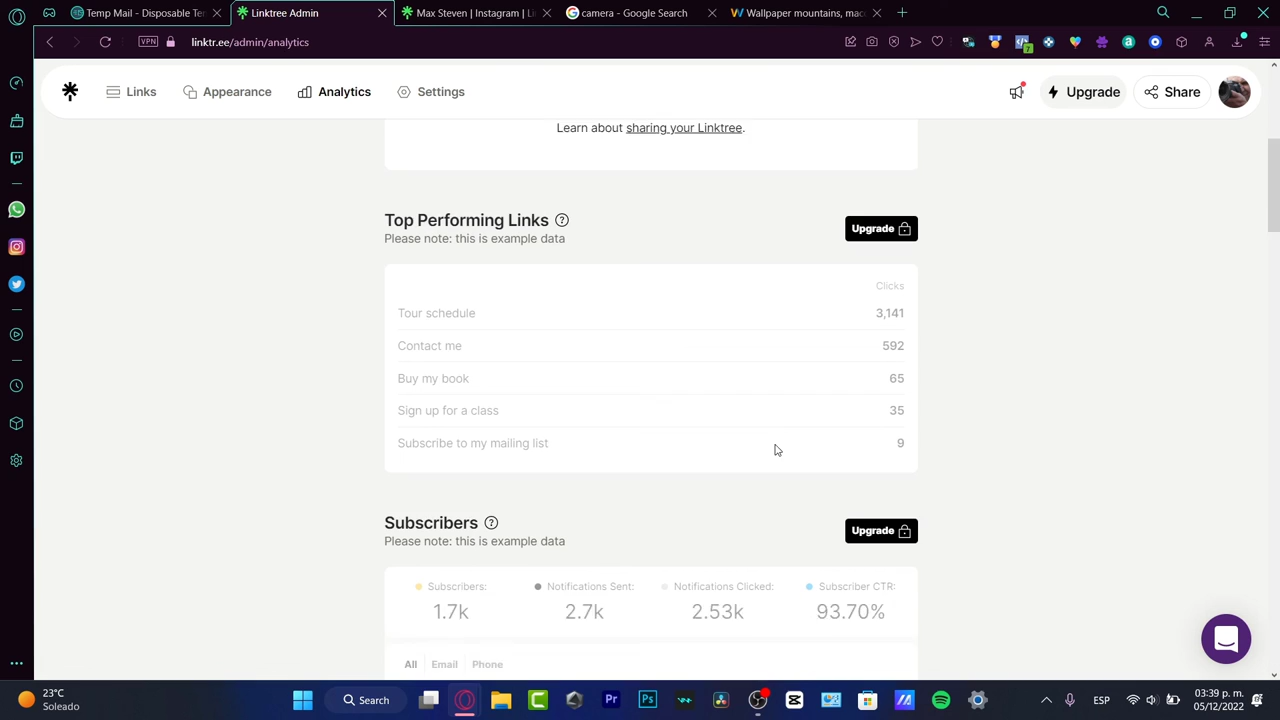 Temp Mail - Disposable Te
Linktree Admin
Max Steven | Instagram | Li
camera - Google Search
Wallpaper mountains, mac
VPN
linktr.ee/admin/analytics
7
Links
Appearance
Analytics
Settings
Upgrade
Share
Learn about sharing your Linktree.
Top Performing Links
Please note: this is example data
Upgrade
Clicks
Tour schedule 3,141
Contact me 592
Buy my book 65
Sign up for a class 35
Subscribe to my mailing list 9
Subscribers
Please note: this is example data
Upgrade
Subscribers: Notifications Sent: Notifications Clicked: Subscriber CTR:
1.7k 2.7k 2.53k 93.70%
All Email Phone
23°C
Soleado
Search
Pr
Ps
ESP
03:39 p. m.
05/12/2022